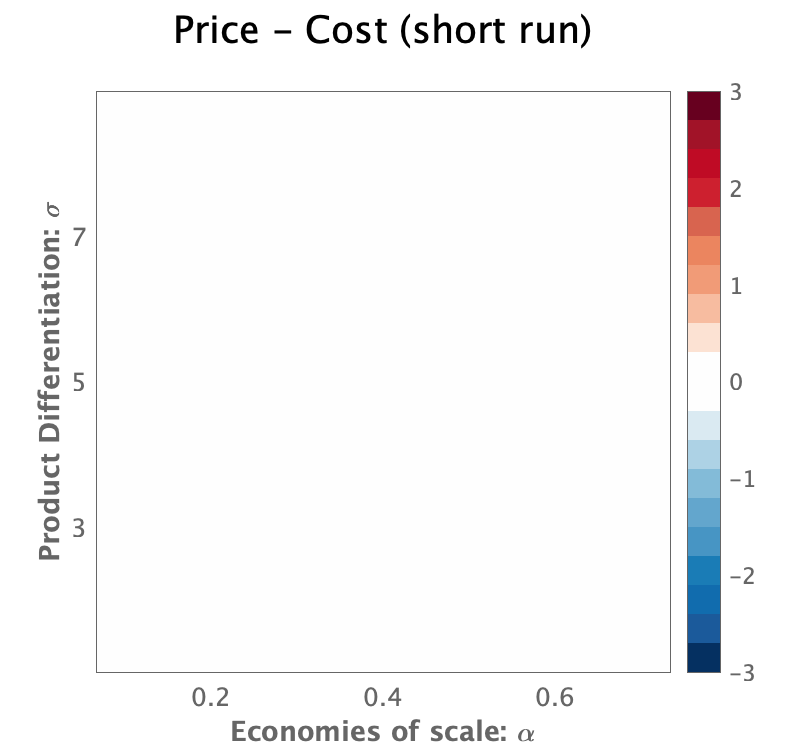 Price – Cost (short run)
Product Differentiation: σ
7
5
3
0.2 0.4 0.6
Economies of scale: α
3
2
1
0
–1
–2
–3